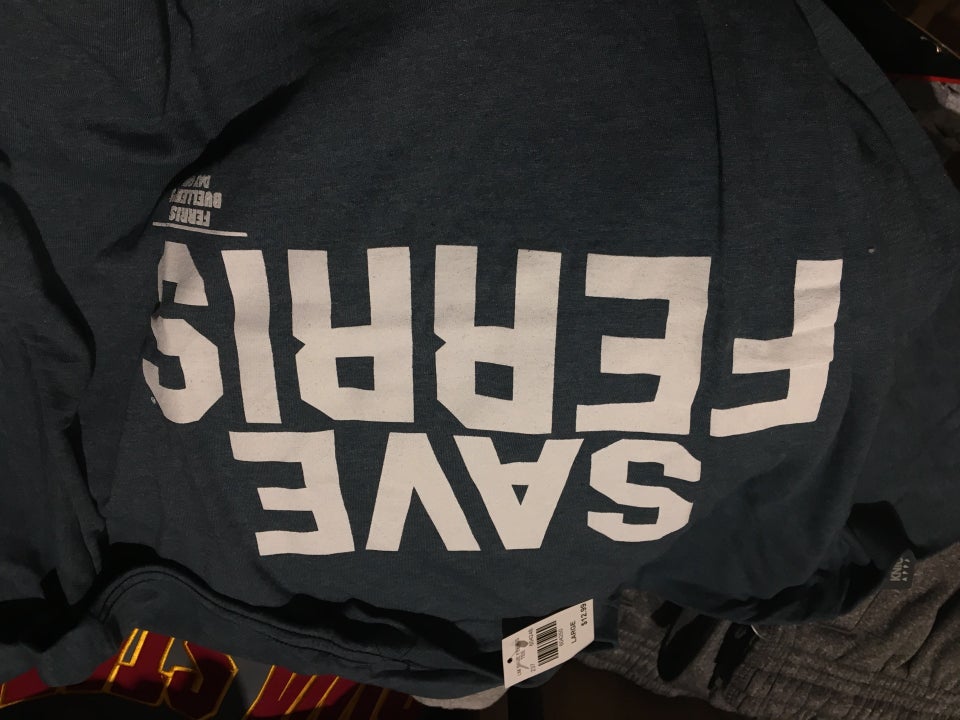 SAVE
FERRIS
FERRIS
BUELLER'S
DAY OFF
LARGE
$12.99